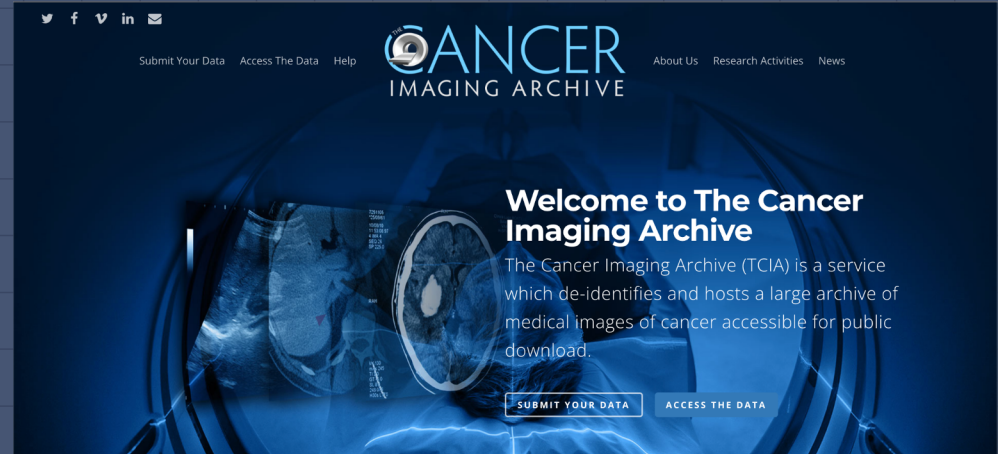 Submit Your Data Access The Data Help
THE
CANCER
IMAGING ARCHIVE
About Us Research Activities News
Welcome to The Cancer
Imaging Archive
The Cancer Imaging Archive (TCIA) is a service
which de-identifies and hosts a large archive of
medical images of cancer accessible for public
download.
SUBMIT YOUR DATA ACCESS THE DATA